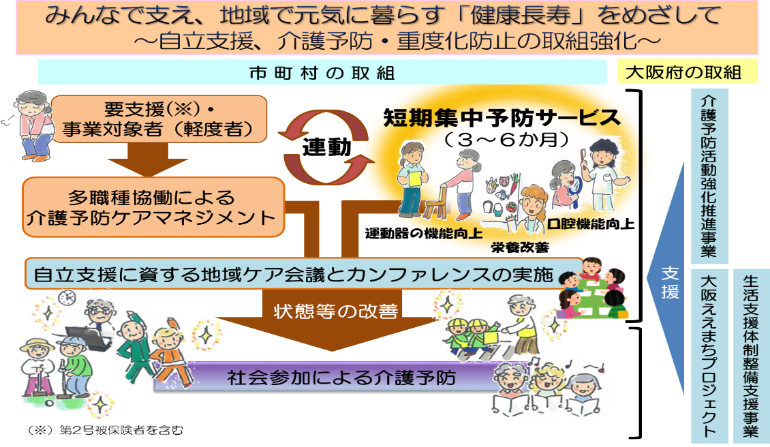 みんなで支え、地域で元気に暮らす「健康長寿」をめざして
～自立支援、介護予防・重度化防止の取組強化～
市町村の取組
大阪府の取組
要支援(※)・
事業対象者（軽度者）
連動
短期集中予防サービス
（３～６か月）
多職種協働による
介護予防ケアマネジメント
運動器の機能向上
栄養改善
口腔機能向上
自立支援に資する地域ケア会議とカンファレンスの実施
状態等の改善
社会参加による介護予防
（※）第２号被保険者を含む
支援
介護予防活動強化推進事業
大阪ええまちプロジェクト
生活支援体制整備支援事業